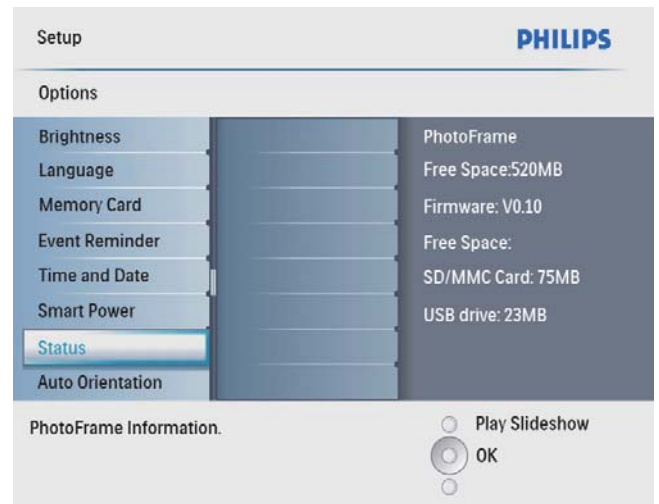 Setup
PHILIPS
Options
Brightness
Language
Memory Card
Event Reminder
Time and Date
Smart Power
Status
Auto Orientation
PhotoFrame
Free Space:520MB
Firmware: V0.10
Free Space:
SD/MMC Card: 75MB
USB drive: 23MB
PhotoFrame Information.
Play Slideshow
OK